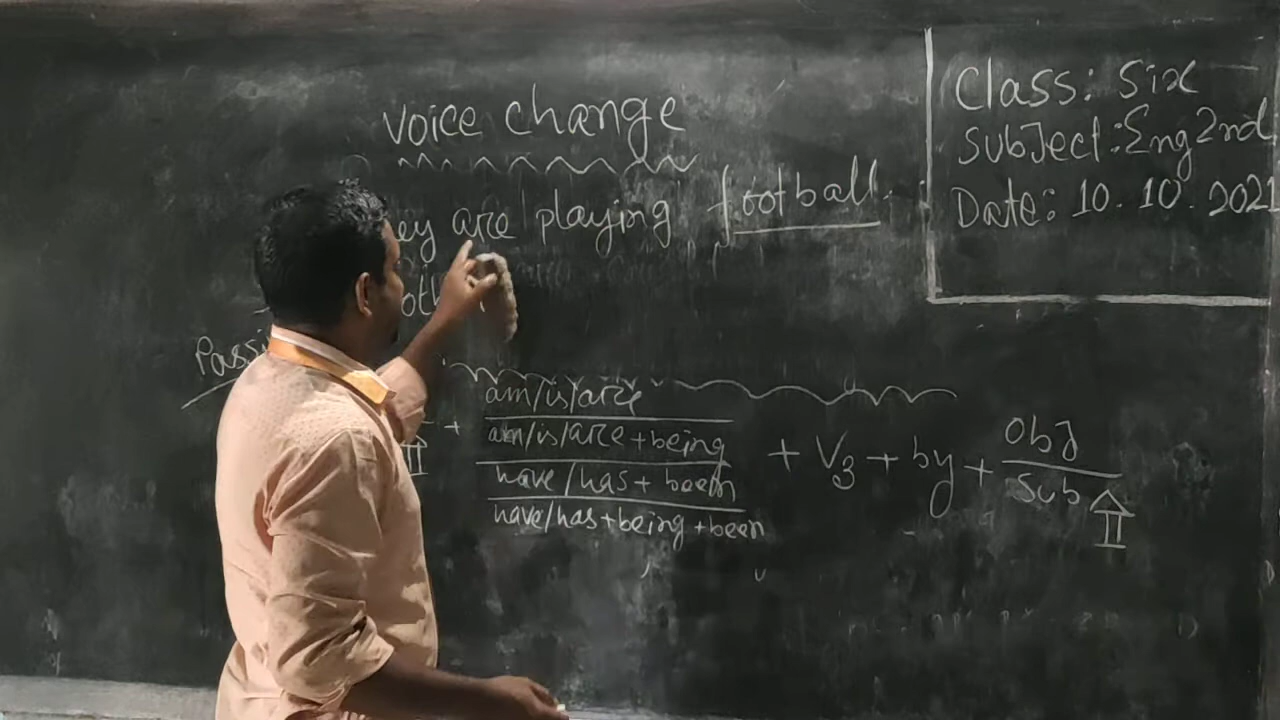 voice change
ey are playing football.
oth
Passi
am/is/are
am/is/are + being
have/has + been
have/has + being + been
+ + V3 + by + Obj
Sub
Class: Six
Subject: Eng 2nd
Date: 10. 10. 2021